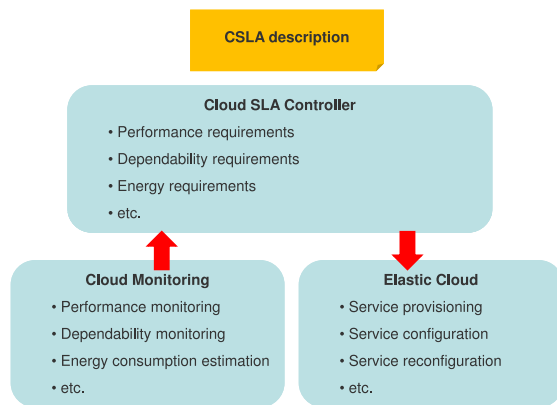 CSLA description
Cloud SLA Controller
• Performance requirements
• Dependability requirements
• Energy requirements
• etc.
Cloud Monitoring
• Performance monitoring
• Dependability monitoring
• Energy consumption estimation
• etc.
Elastic Cloud
• Service provisioning
• Service configuration
• Service reconfiguration
• etc.